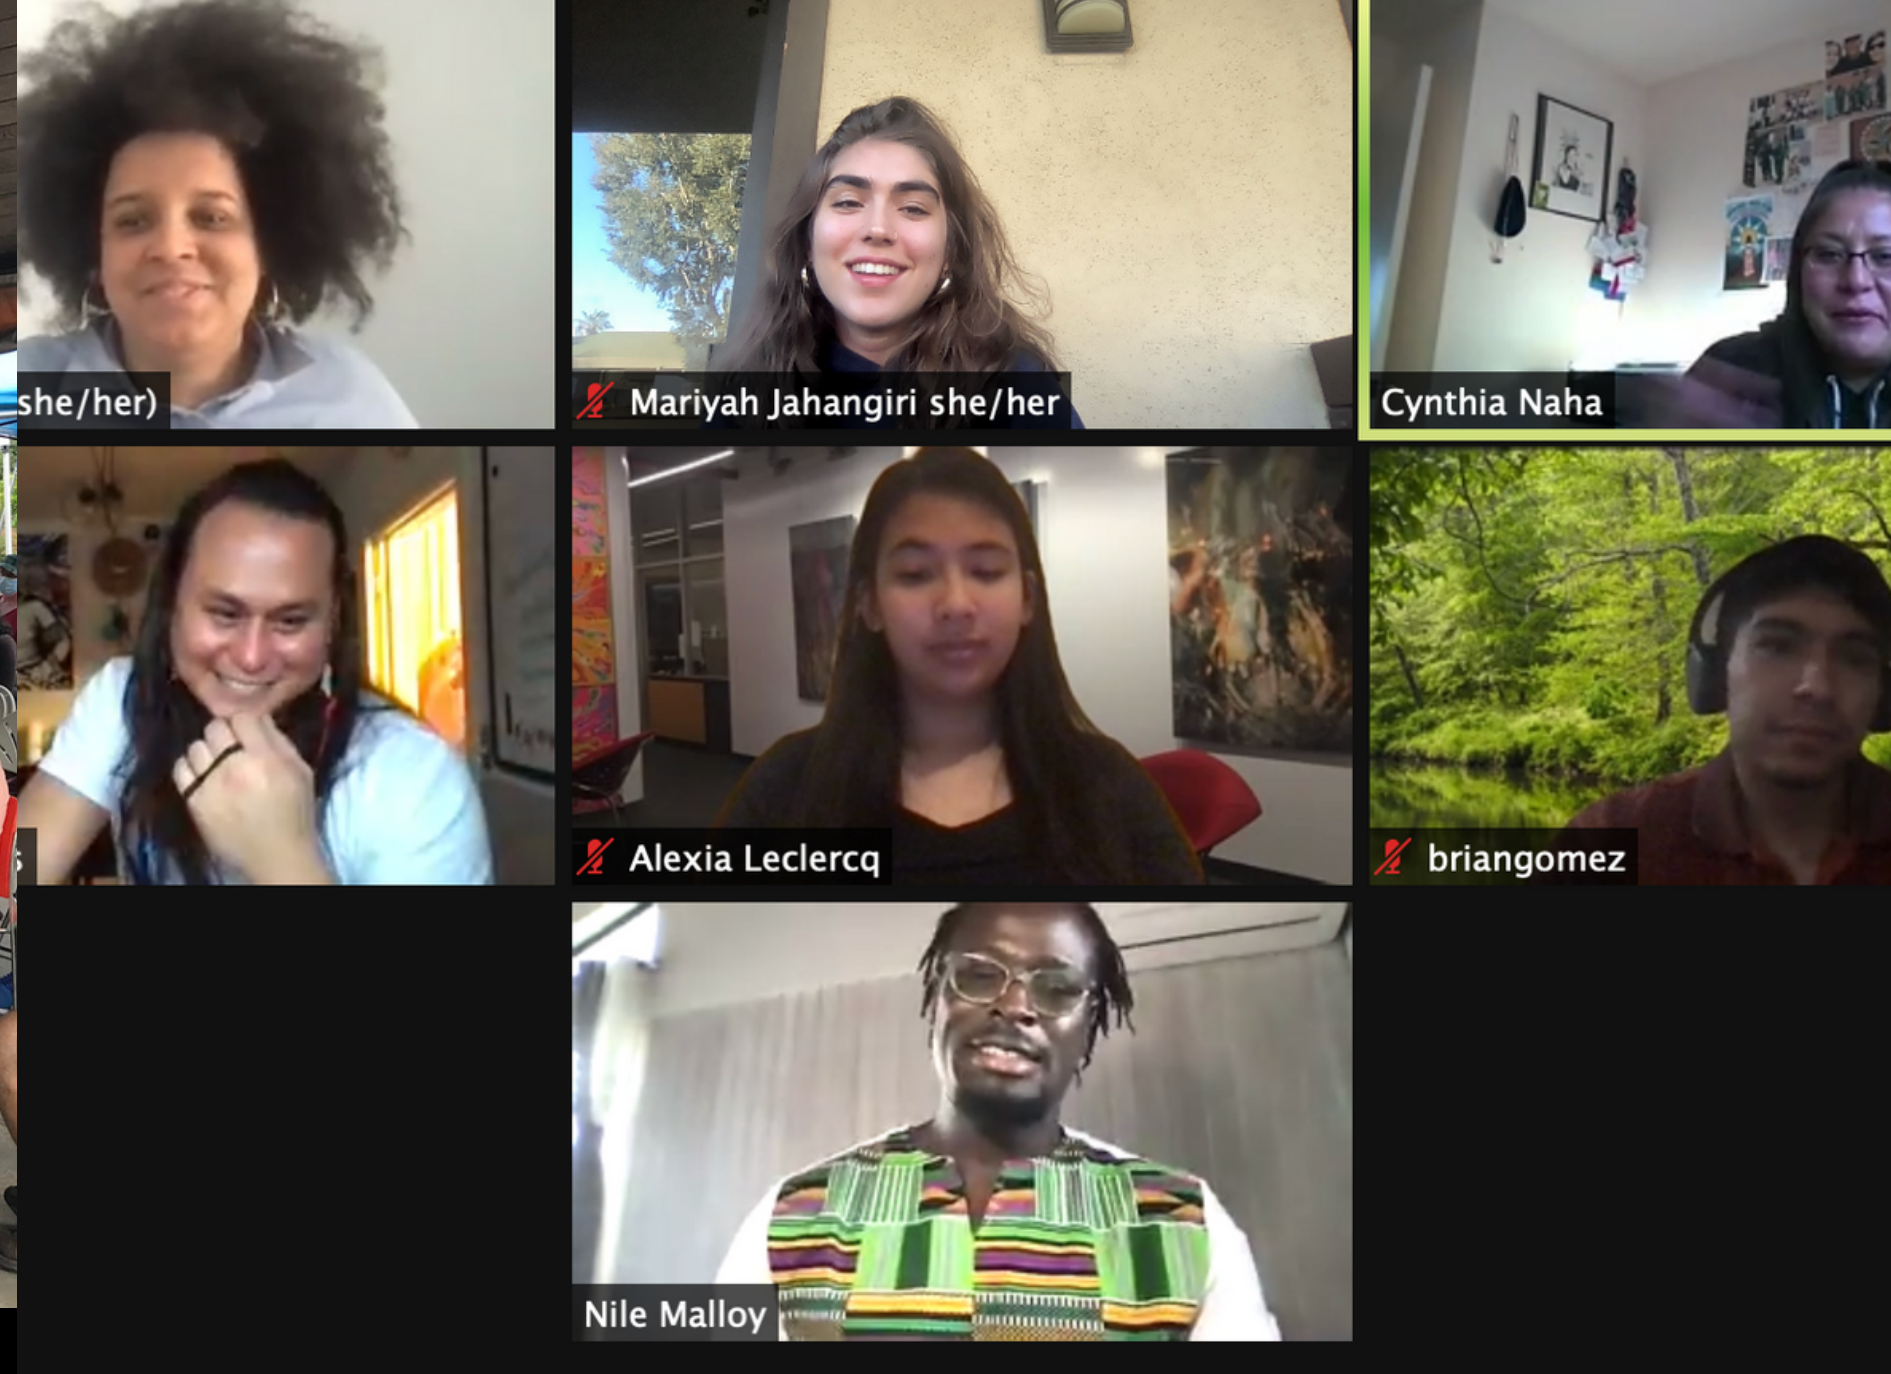 she/her)
Mariyah Jahangiri she/her
Cynthia Naha
s
Alexia Leclercq
briangomez
Nile Malloy